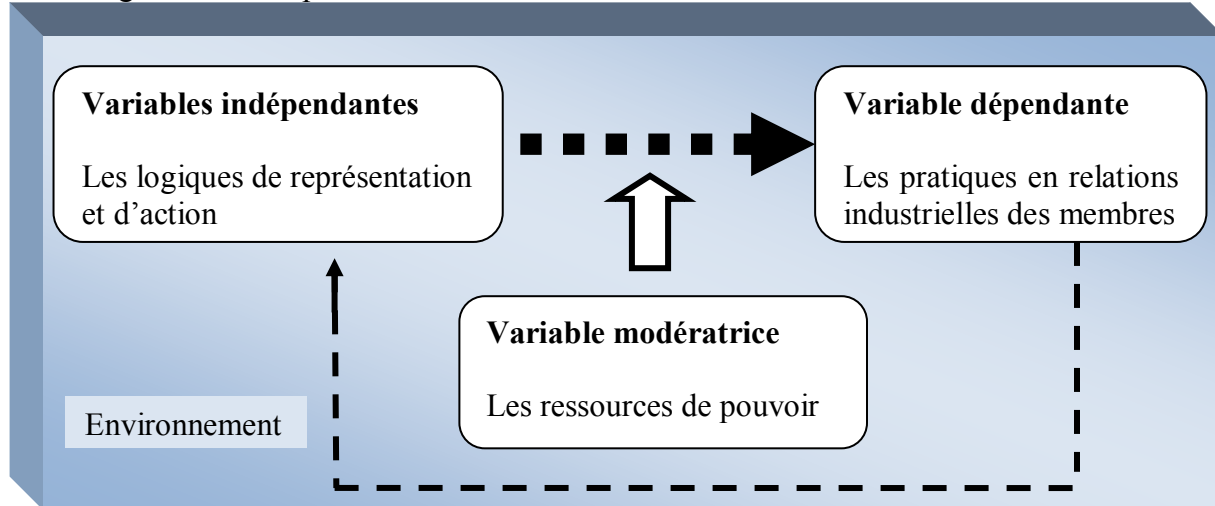 Variables indépendantes
Les logiques de représentation
et d’action
Variable dépendante
Les pratiques en relations
industrielles des membres
Variable modératrice
Les ressources de pouvoir
Environnement